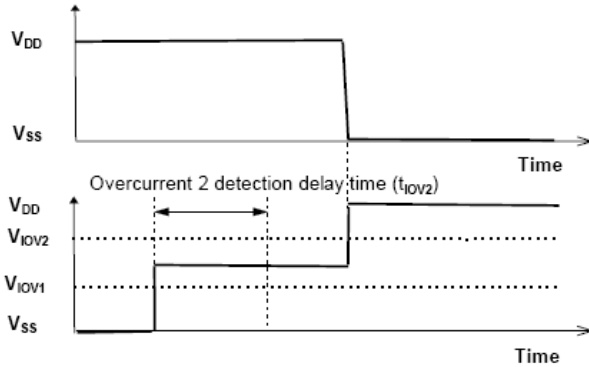 VDD
VSS
Time
Overcurrent 2 detection delay time (tIOV2)
VDD
VIOV2
VIOV1
VSS
Time